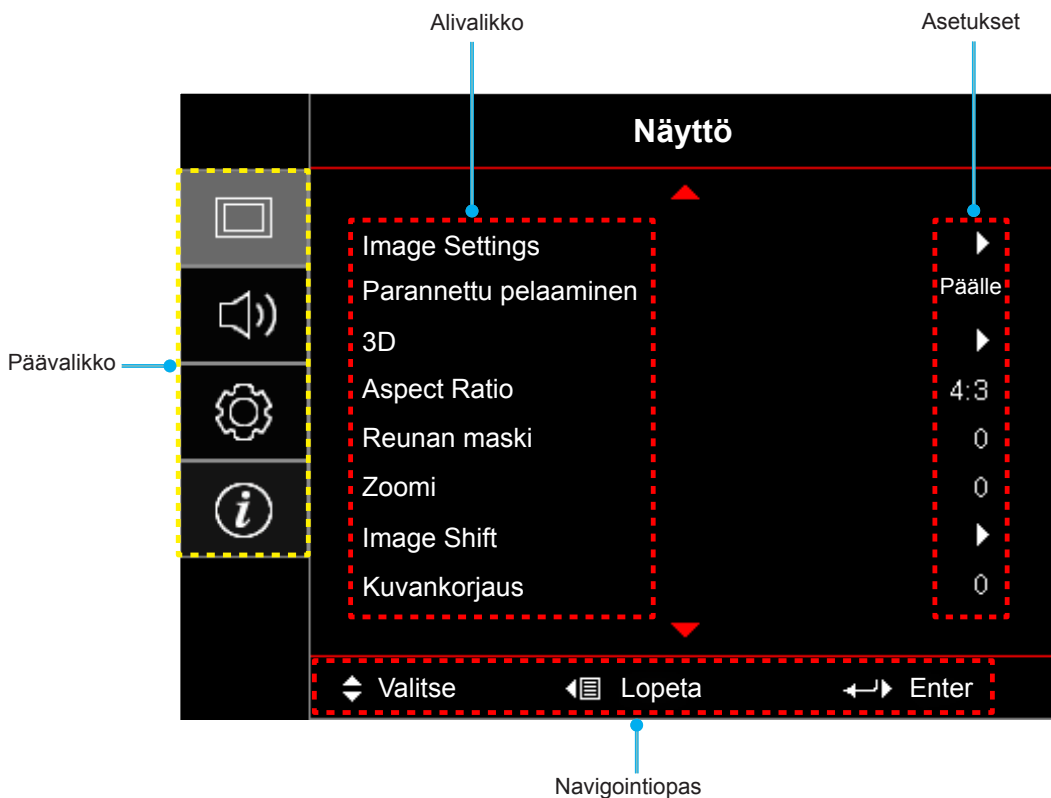 Alivalikko
Asetukset
Näyttö
Image Settings
Parannettu pelaaminen Päälle
3D
Aspect Ratio 4:3
Reunan maski 0
Zoomi 0
Image Shift
Kuvankorjaus 0
Päävalikko
Valitse Lopeta Enter
Navigointiopas